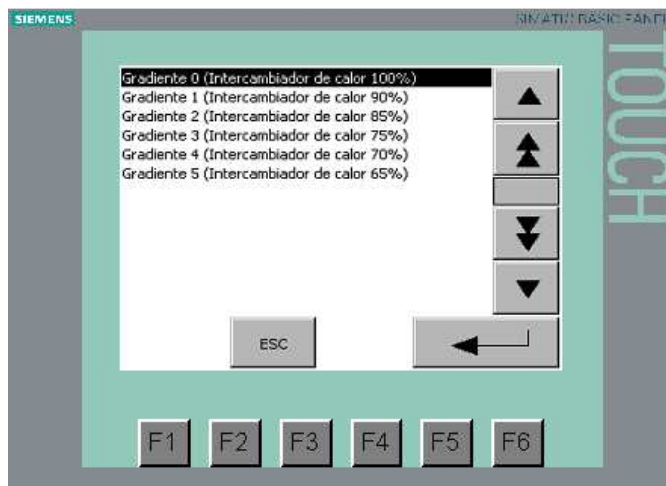 SIEMENS
SIMATIC BASIC PANEL
TOUCH
Gradiente 0 (Intercambiador de calor 100%)
Gradiente 1 (Intercambiador de calor 90%)
Gradiente 2 (Intercambiador de calor 85%)
Gradiente 3 (Intercambiador de calor 75%)
Gradiente 4 (Intercambiador de calor 70%)
Gradiente 5 (Intercambiador de calor 65%)
ESC
F1 F2 F3 F4 F5 F6